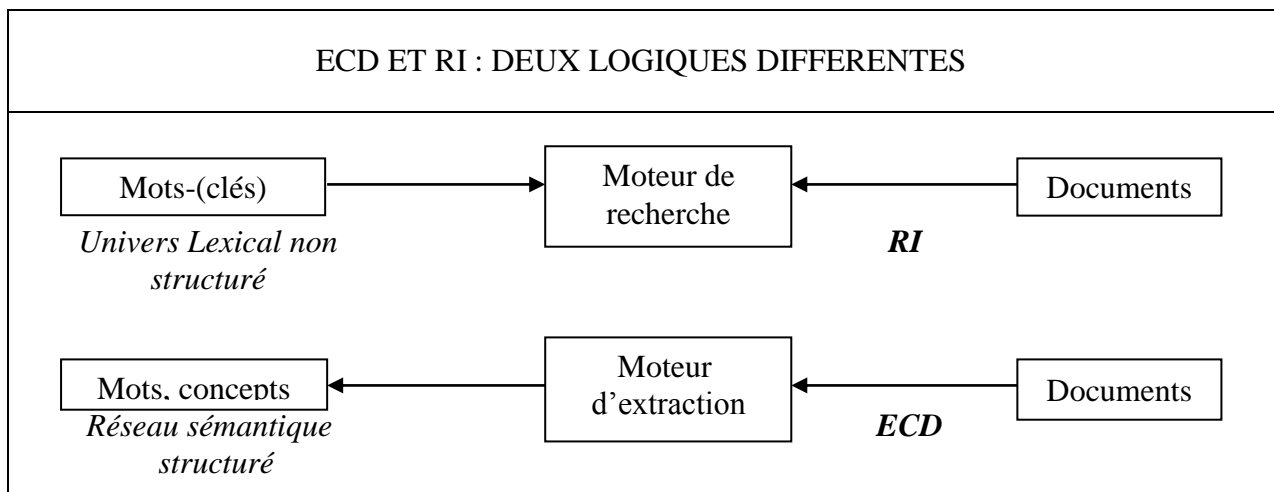 ECD ET RI : DEUX LOGIQUES DIFFERENTES
Mots-(clés)
Univers Lexical non
structuré
Moteur de
recherche
RI
Documents
Mots, concepts
Réseau sémantique
structuré
Moteur
d’extraction
ECD
Documents